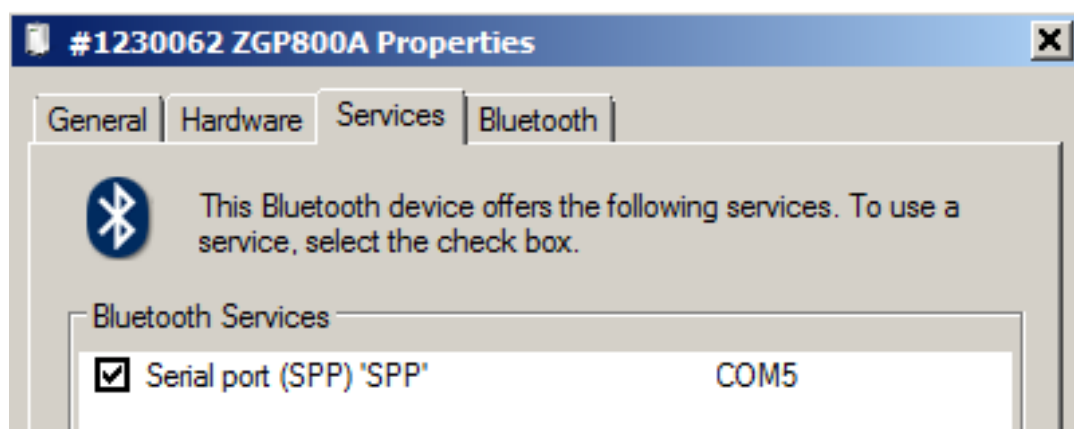 #1230062 ZGP800A Properties
General Hardware Services Bluetooth
This Bluetooth device offers the following services. To use a
service, select the check box.
Bluetooth Services
Serial port (SPP) 'SPP' COM5